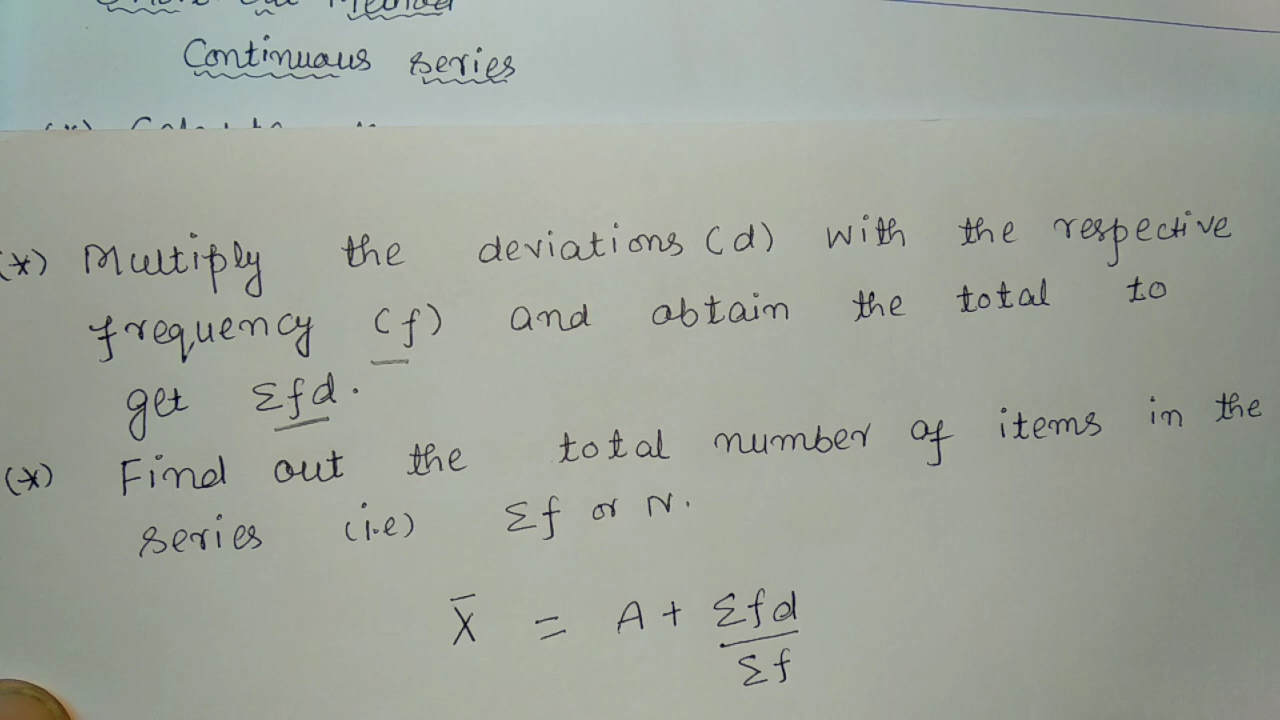 Continuous series
(*) Multiply the deviations (d) with the respective
frequency (f) and obtain the total to
get Σfd.
(*) Find out the total number of items in the
series (i.e) Σf or N.
X̄ = A + Σfd
Σf